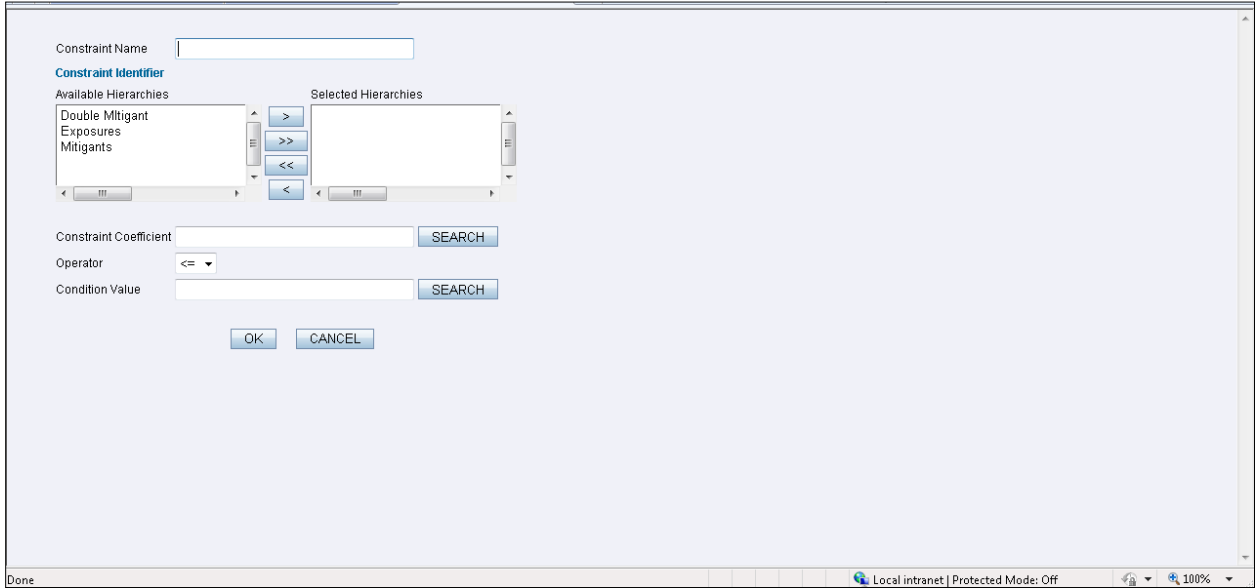 Constraint Name
Constraint Identifier
Available Hierarchies Selected Hierarchies
Double MItigant
Exposures
Mitigants
>
>>
<<
<
Constraint Coefficient SEARCH
Operator <=
Condition Value SEARCH
OK CANCEL
Done Local intranet | Protected Mode: Off 100%